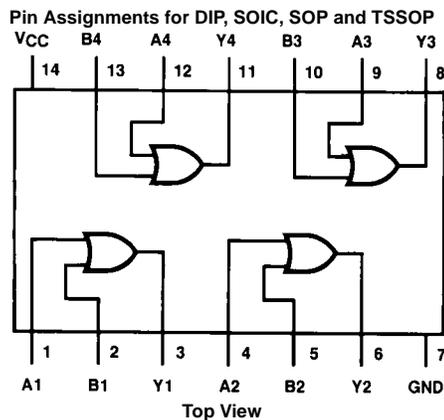 Pin Assignments for DIP, SOIC, SOP and TSSOP
VCC B4 A4 Y4 B3 A3 Y3
14 13 12 11 10 9 8
1 2 3 4 5 6 7
A1 B1 Y1 A2 B2 Y2 GND
Top View